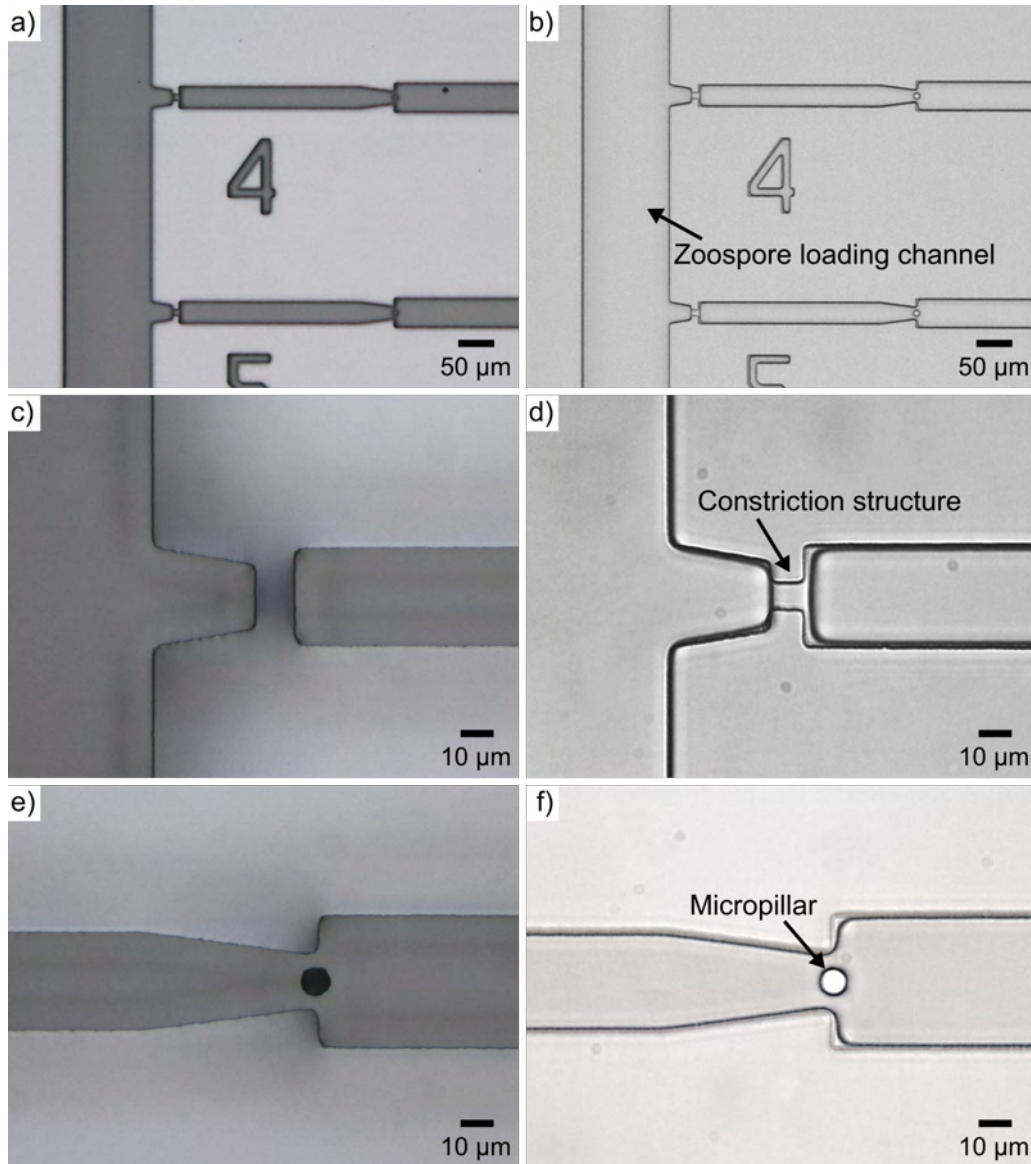 a)
4
5
50 µm
b)
4
Zoospore loading channel
5
50 µm
c)
10 µm
d)
Constriction structure
10 µm
e)
10 µm
f)
Micropillar
10 µm